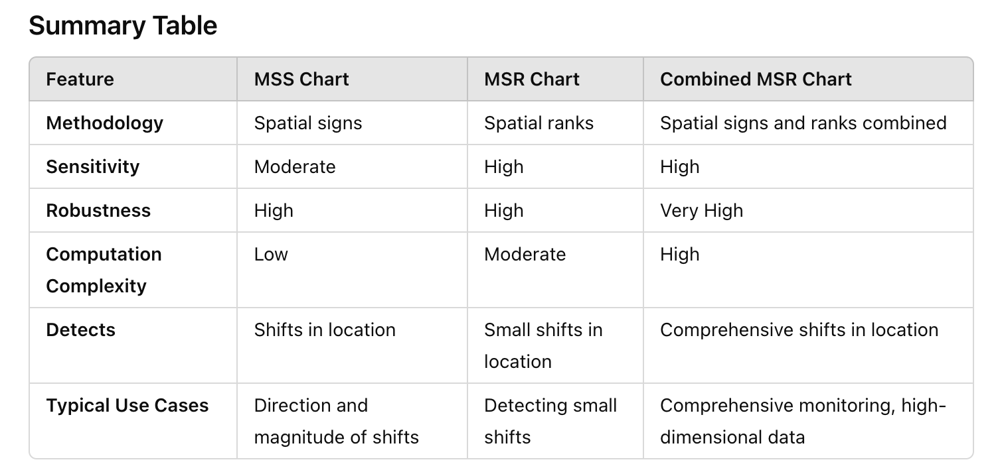 Summary Table
Feature MSS Chart MSR Chart Combined MSR Chart
Methodology Spatial signs Spatial ranks Spatial signs and ranks combined
Sensitivity Moderate High High
Robustness High High Very High
Computation Low Moderate High
Complexity
Detects Shifts in location Small shifts in Comprehensive shifts in location
location
Typical Use Cases Direction and Detecting small Comprehensive monitoring, high-
magnitude of shifts shifts dimensional data